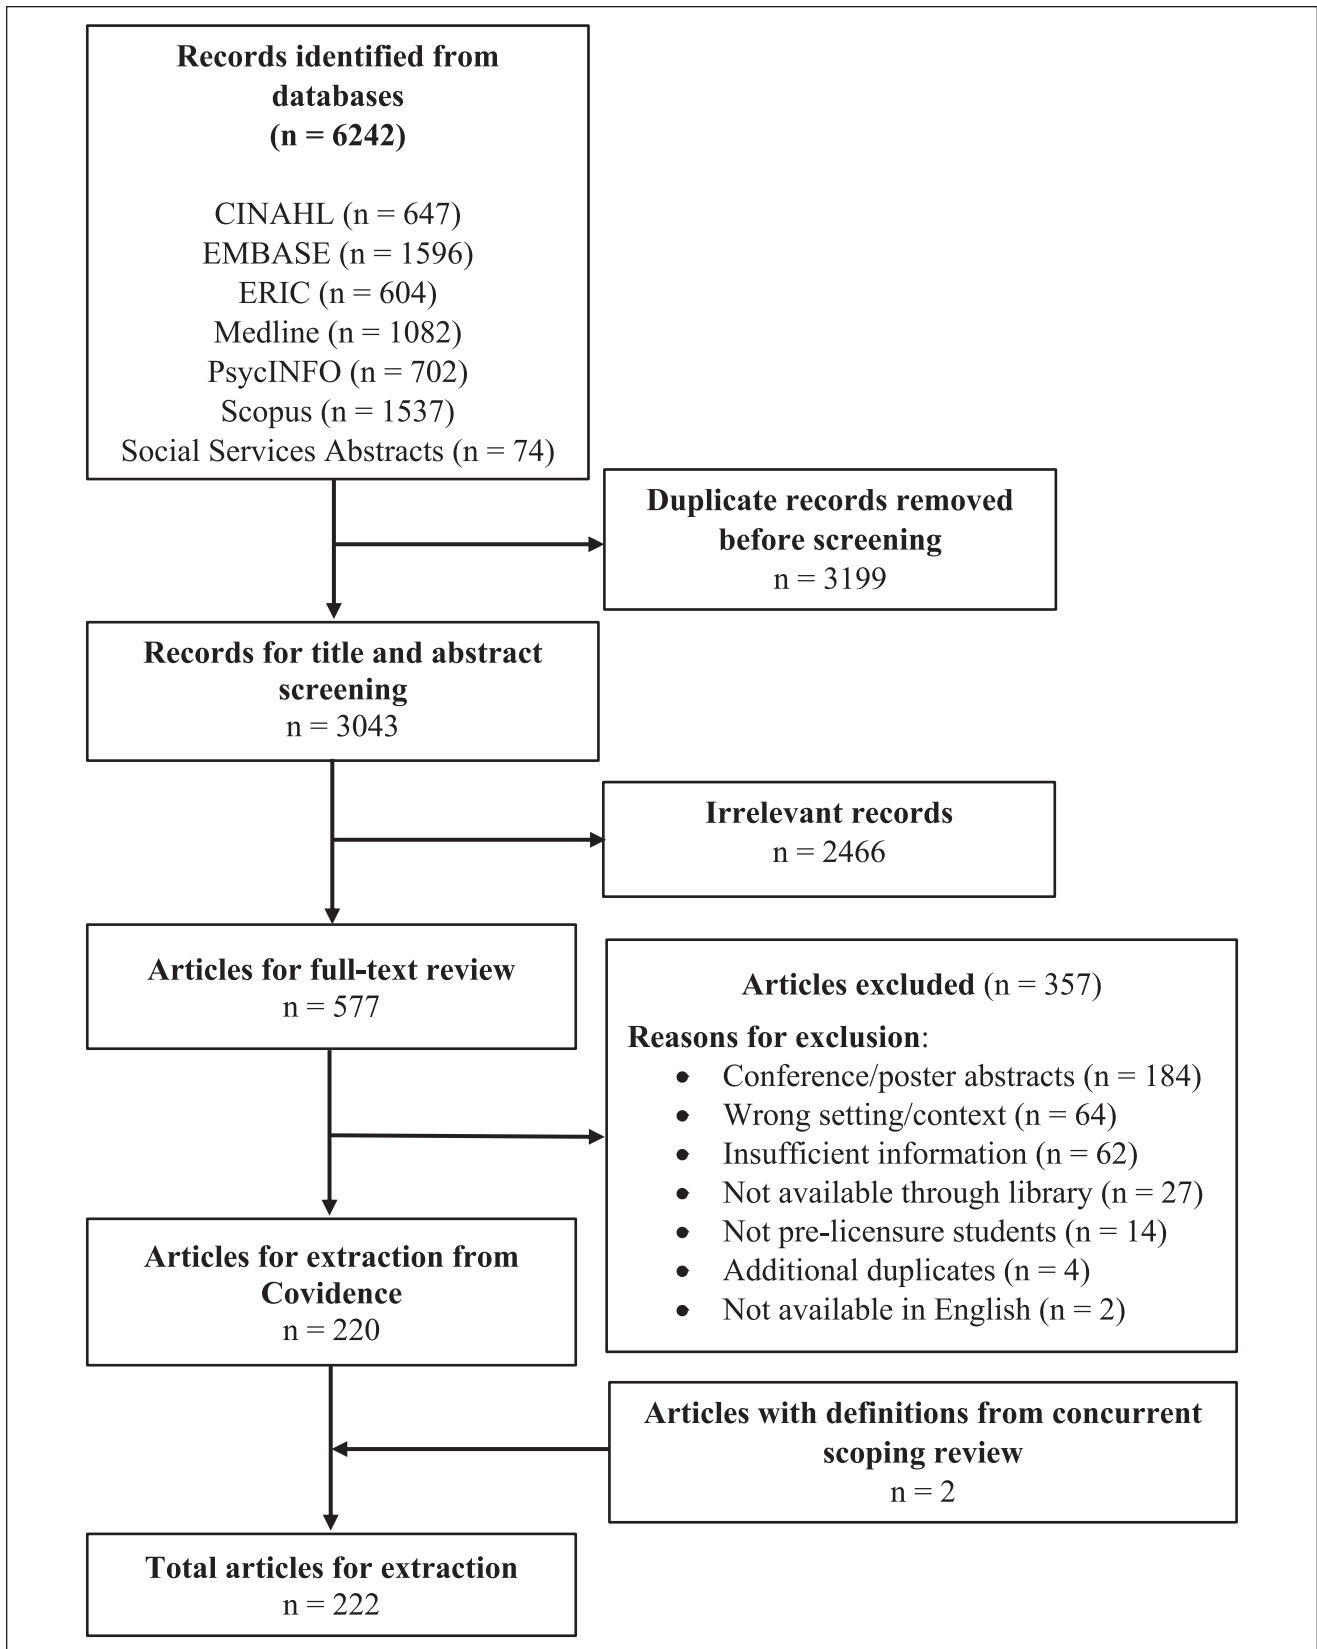 Records identified from
databases
(n = 6242)
CINAHL (n = 647)
EMBASE (n = 1596)
ERIC (n = 604)
Medline (n = 1082)
PsycINFO (n = 702)
Scopus (n = 1537)
Social Services Abstracts (n = 74)
Duplicate records removed
before screening
n = 3199
Records for title and abstract
screening
n = 3043
Irrelevant records
n = 2466
Articles for full-text review
n = 577
Articles excluded (n = 357)
Reasons for exclusion:
• Conference/poster abstracts (n = 184)
• Wrong setting/context (n = 64)
• Insufficient information (n = 62)
• Not available through library (n = 27)
• Not pre-licensure students (n = 14)
• Additional duplicates (n = 4)
• Not available in English (n = 2)
Articles for extraction from
Covidence
n = 220
Articles with definitions from concurrent
scoping review
n = 2
Total articles for extraction
n = 222